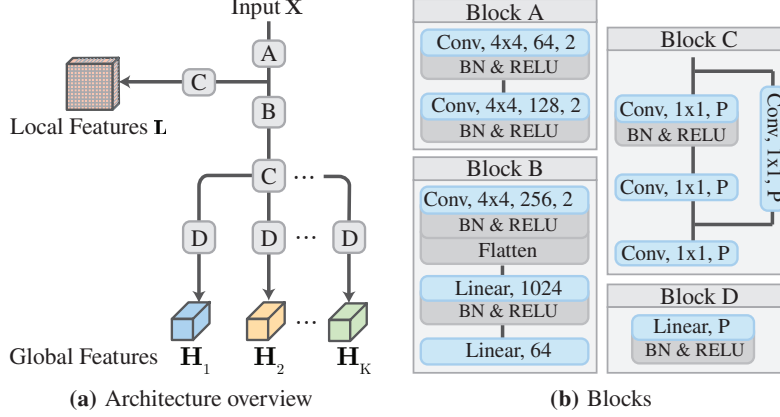 Input X
A
C
Local Features L
B
C
...
D
D
...
D
...
Global Features
H1
H2
HK
(a) Architecture overview
Block A
Conv, 4x4, 64, 2
BN & RELU
Conv, 4x4, 128, 2
BN & RELU
Block B
Conv, 4x4, 256, 2
BN & RELU
Flatten
Linear, 1024
BN & RELU
Linear, 64
Block C
Conv, 1x1, P
BN & RELU
Conv, 1x1, P
Conv, 1x1, P
Conv, 1x1, P
Block D
Linear, P
BN & RELU
(b) Blocks